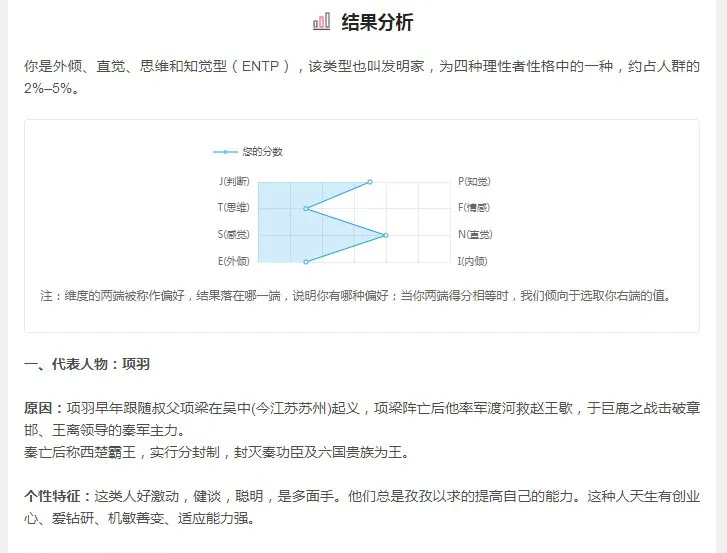 结果分析
你是外倾、直觉、思维和知觉型（ENTP），该类型也叫发明家，为四种理性者性格中的一种，约占人群的
2%–5%。
您的分数
J(判断) P(知觉)
T(思维) F(情感)
S(感觉) N(直觉)
E(外倾) I(内倾)
注：维度的两端被称作偏好，结果落在哪一端，说明你有哪种偏好；当你两端得分相等时，我们倾向于选取你右端的值。
一、代表人物：项羽
原因：项羽早年跟随叔父项梁在吴中(今江苏苏州)起义，项梁阵亡后他率军渡河救赵王歇，于巨鹿之战击破章
邯、王离领导的秦军主力。
秦亡后称西楚霸王，实行分封制，封灭秦功臣及六国贵族为王。
个性特征：这类人好激动，健谈，聪明，是多面手。他们总是孜孜以求的提高自己的能力。这种人天生有创业
心、爱钻研、机敏善变、适应能力强。